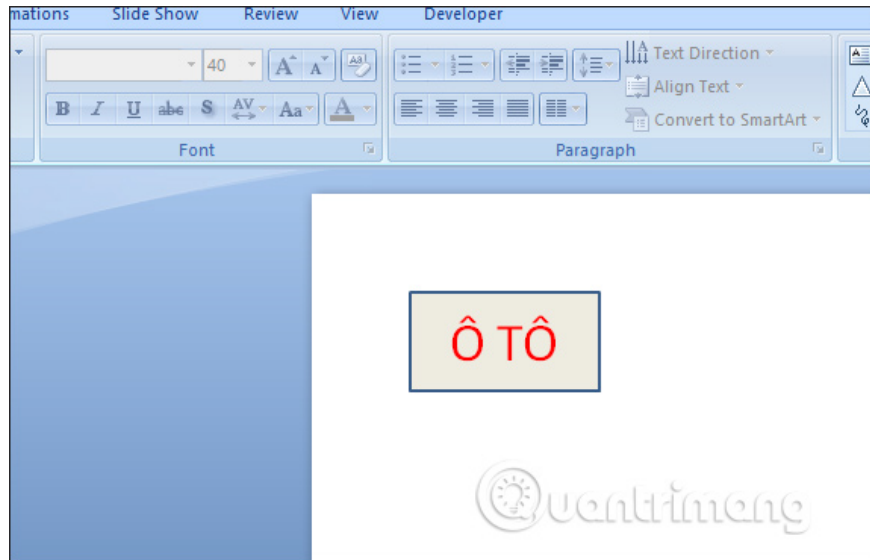 mations Slide Show Review View Developer
40 A A Aa
B I U abc S AV Aa A
Text Direction
Align Text
Convert to SmartArt
Font Paragraph
Ô TÔ
Quantrimang